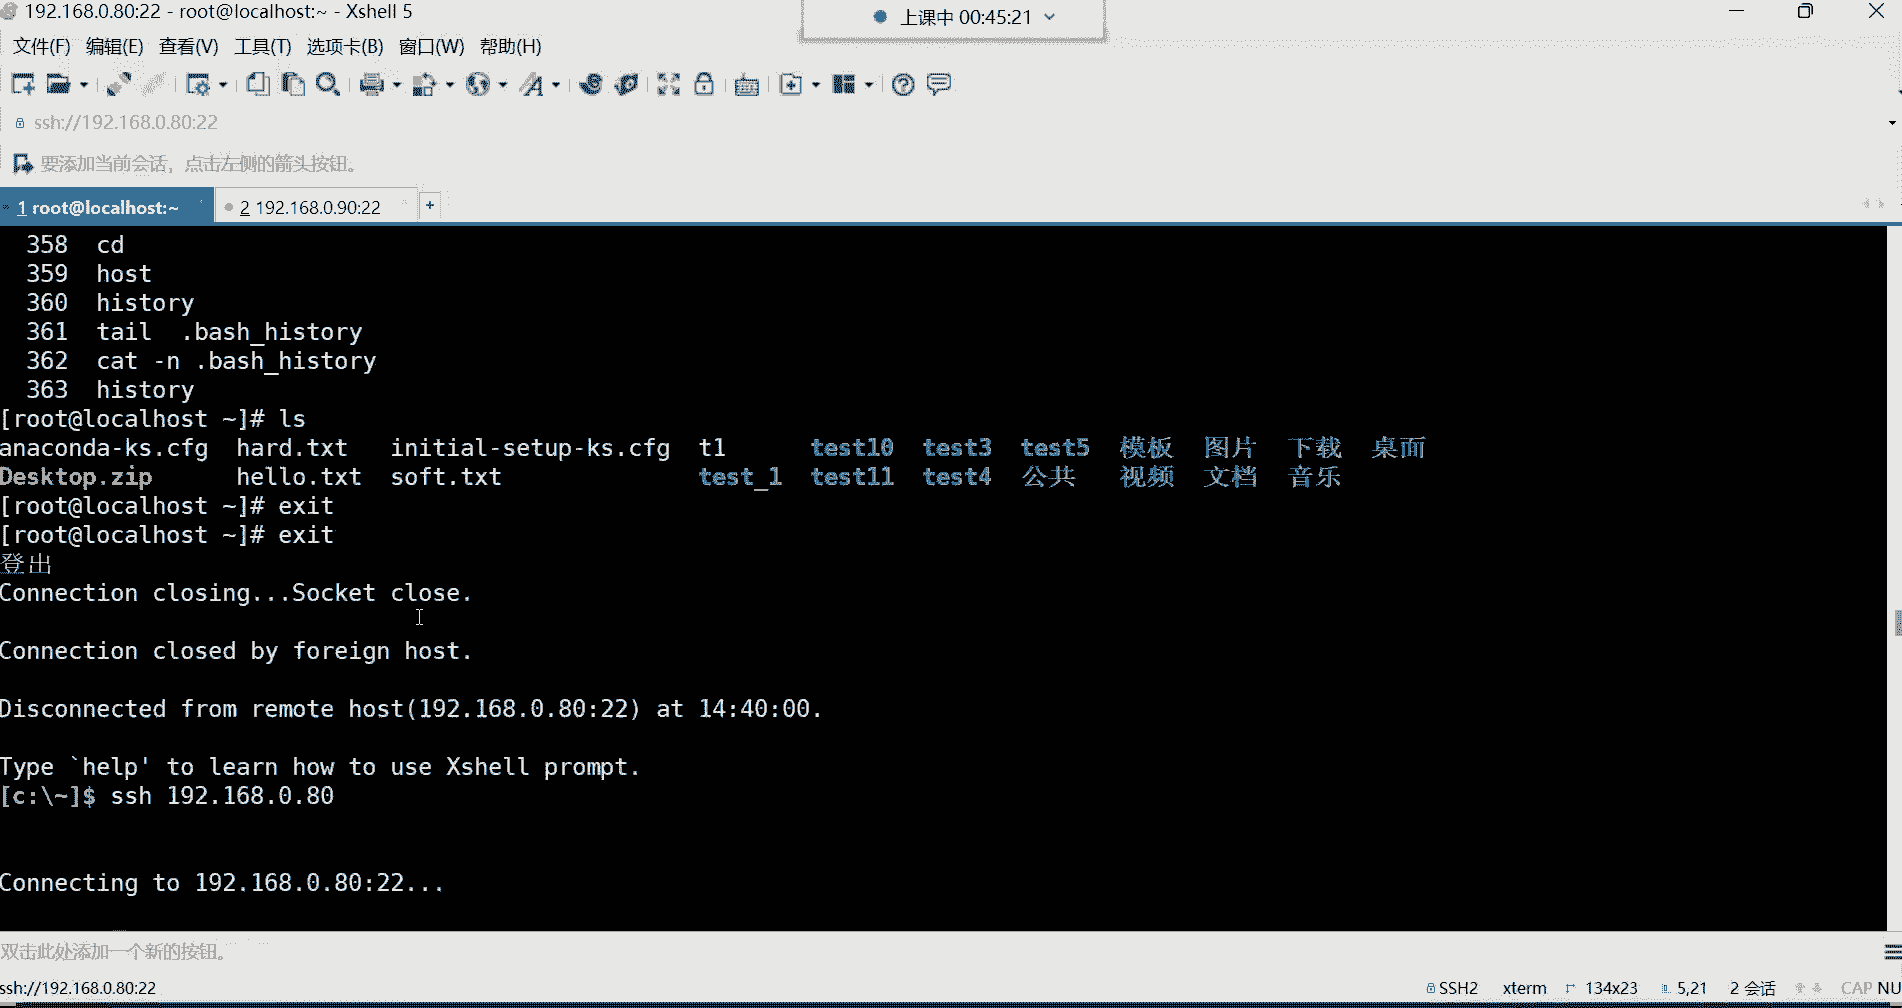 192.168.0.80:22 - root@localhost:~ - Xshell 5
上课中 00:45:21
文件(F) 编辑(E) 查看(V) 工具(T) 选项卡(B) 窗口(W) 帮助(H)
ssh://192.168.0.80:22
要添加当前会话，点击左侧的箭头按钮。
1 root@localhost:~ 2 192.168.0.90:22 +
358 cd
359 host
360 history
361 tail .bash_history
362 cat -n .bash_history
363 history
[root@localhost ~]# ls
anaconda-ks.cfg hard.txt initial-setup-ks.cfg t1 test10 test3 test5 模板 图片 下载 桌面
Desktop.zip hello.txt soft.txt test_1 test11 test4 公共 视频 文档 音乐
[root@localhost ~]# exit
[root@localhost ~]# exit
登出
Connection closing...Socket close.
Connection closed by foreign host.
Disconnected from remote host(192.168.0.80:22) at 14:40:00.
Type `help' to learn how to use Xshell prompt.
[c:\~]$ ssh 192.168.0.80
Connecting to 192.168.0.80:22...
双击此处添加一个新的按钮。
ssh://192.168.0.80:22 SSH2 xterm 134x23 5,21 2 会话 CAP NU